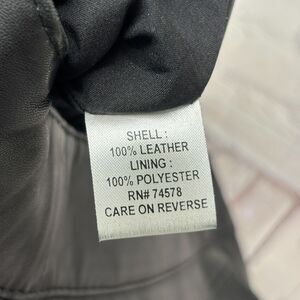 SHELL :
100% LEATHER
LINING :
100% POLYESTER
RN# 74578
CARE ON REVERSE